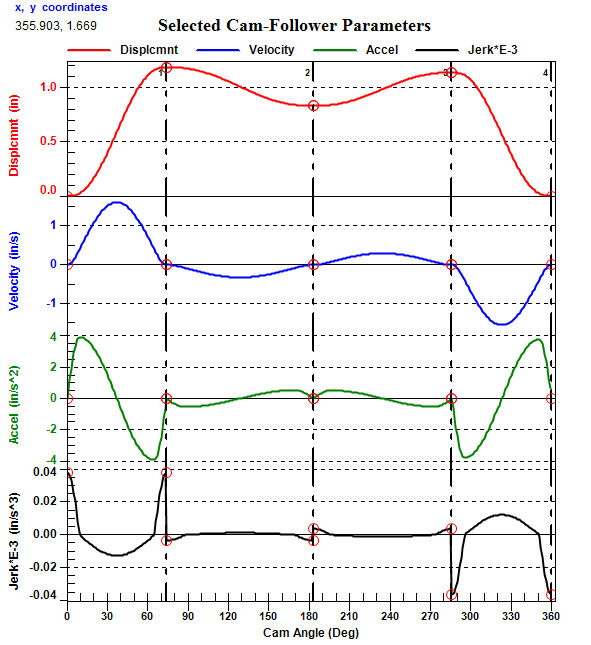 x, y coordinates
355.903, 1.669
Selected Cam-Follower Parameters
Displcmnt Velocity Accel Jerk*E-3
1 2 3 4
Displcmnt (in)
1.0
0.5
0.0
Velocity (in/s)
1
0
-1
Accel (in/s^2)
4
2
0
-2
-4
Jerk*E-3 (in/s^3)
0.04
0.02
0.00
-0.02
-0.04
0 30 60 90 120 150 180 210 240 270 300 330 360
Cam Angle (Deg)